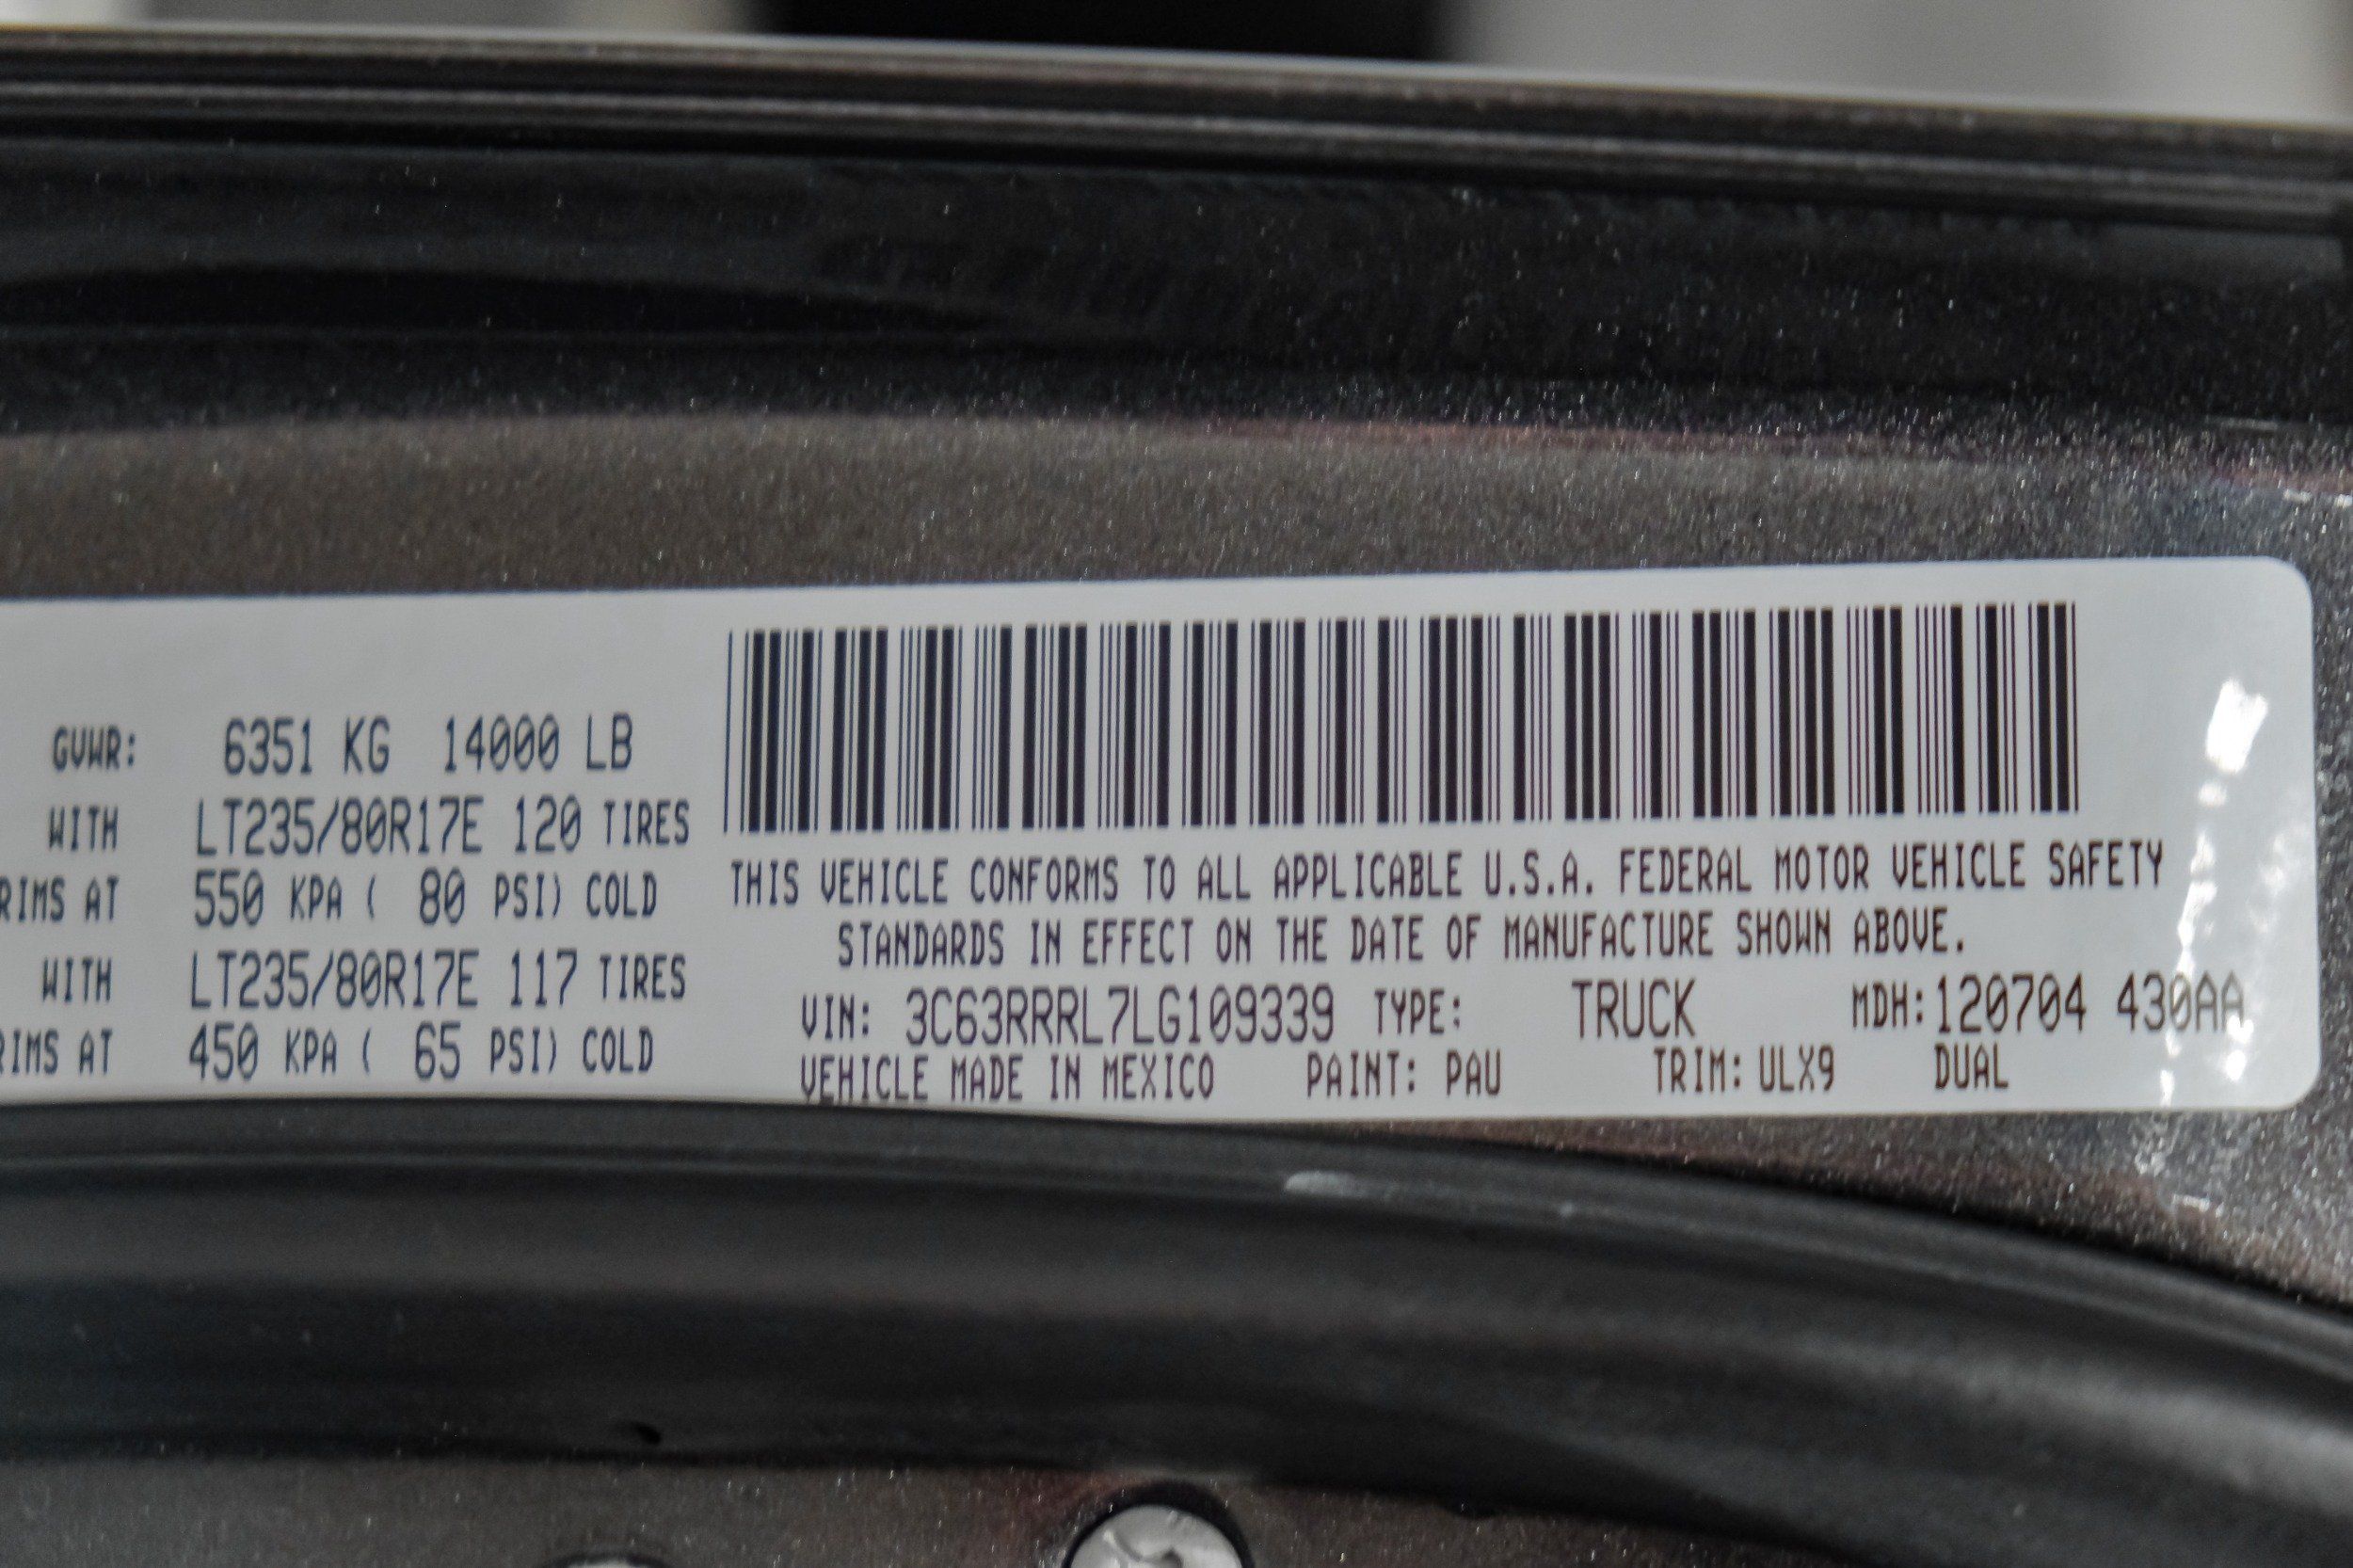 GVWR: 6351 KG 14000 LB
WITH LT235/80R17E 120 TIRES
RIMS AT 550 KPA ( 80 PSI) COLD
WITH LT235/80R17E 117 TIRES
RIMS AT 450 KPA ( 65 PSI) COLD
THIS VEHICLE CONFORMS TO ALL APPLICABLE U.S.A. FEDERAL MOTOR VEHICLE SAFETY
STANDARDS IN EFFECT ON THE DATE OF MANUFACTURE SHOWN ABOVE.
VIN: 3C63RRRL7LG109339 TYPE: TRUCK MDH:120704 430AA
VEHICLE MADE IN MEXICO PAINT: PAU TRIM: ULX9 DUAL